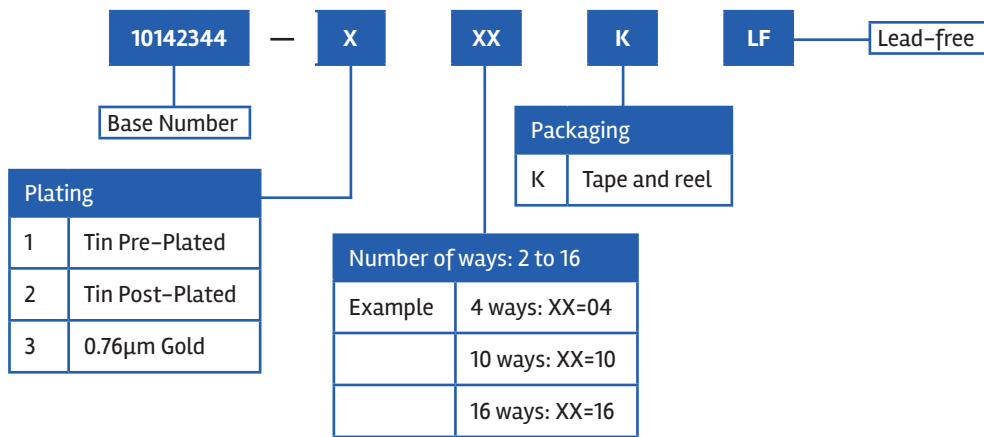 10142344 — X XX K LF Lead-free
Base Number
Packaging
K Tape and reel
Plating
1 Tin Pre-Plated
2 Tin Post-Plated
3 0.76µm Gold
Number of ways: 2 to 16
Example 4 ways: XX=04
10 ways: XX=10
16 ways: XX=16